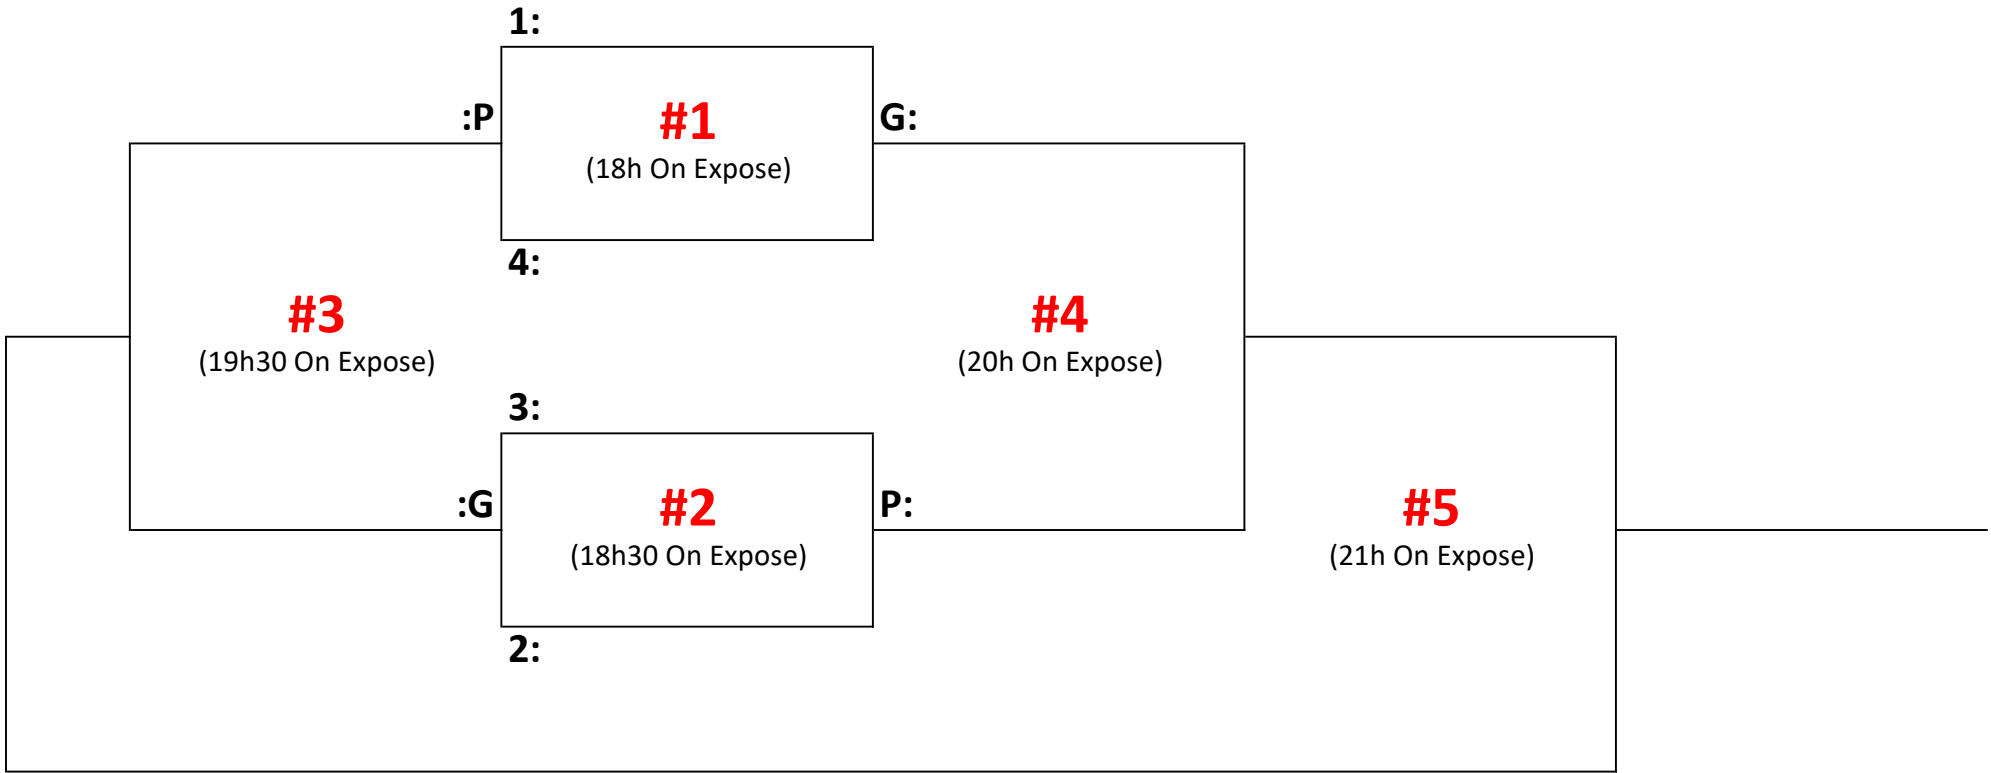 1:
:P
#1
G:
(18h On Expose)
4:
#3
#4
(19h30 On Expose)
(20h On Expose)
3:
:G
#2
P:
#5
(18h30 On Expose)
(21h On Expose)
2: